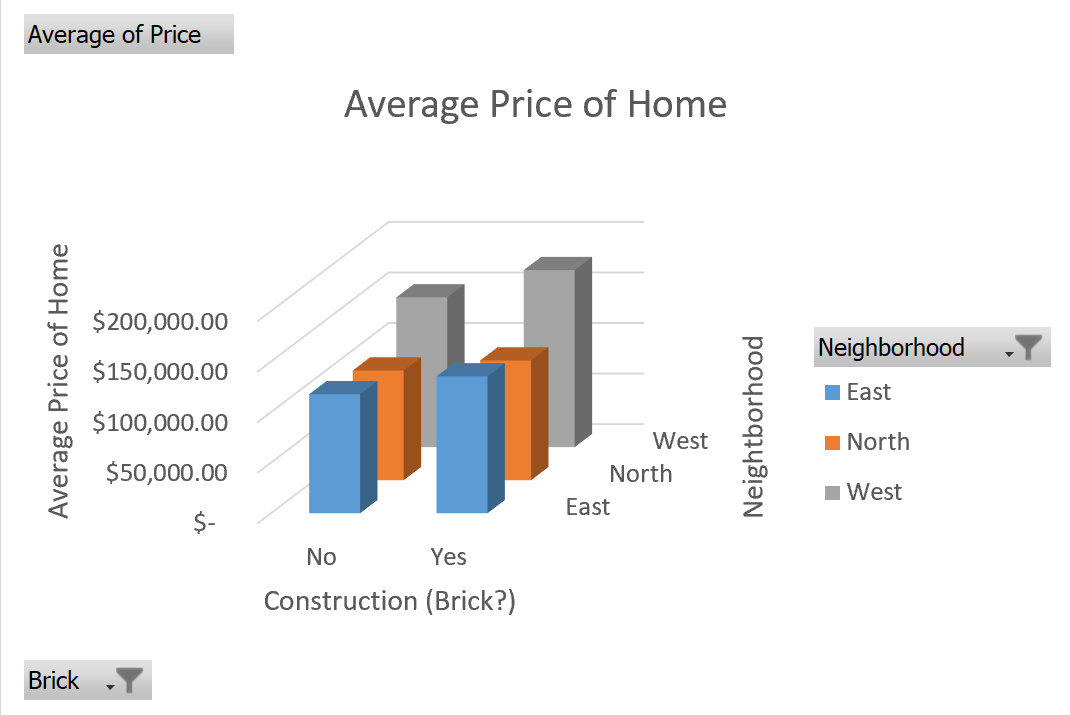 Average of Price
Average Price of Home
Average Price of Home
$200,000.00
$150,000.00
$100,000.00
$50,000.00
$-
No
Yes
Construction (Brick?)
East
North
West
Neightborhood
Neighborhood
East
North
West
Brick